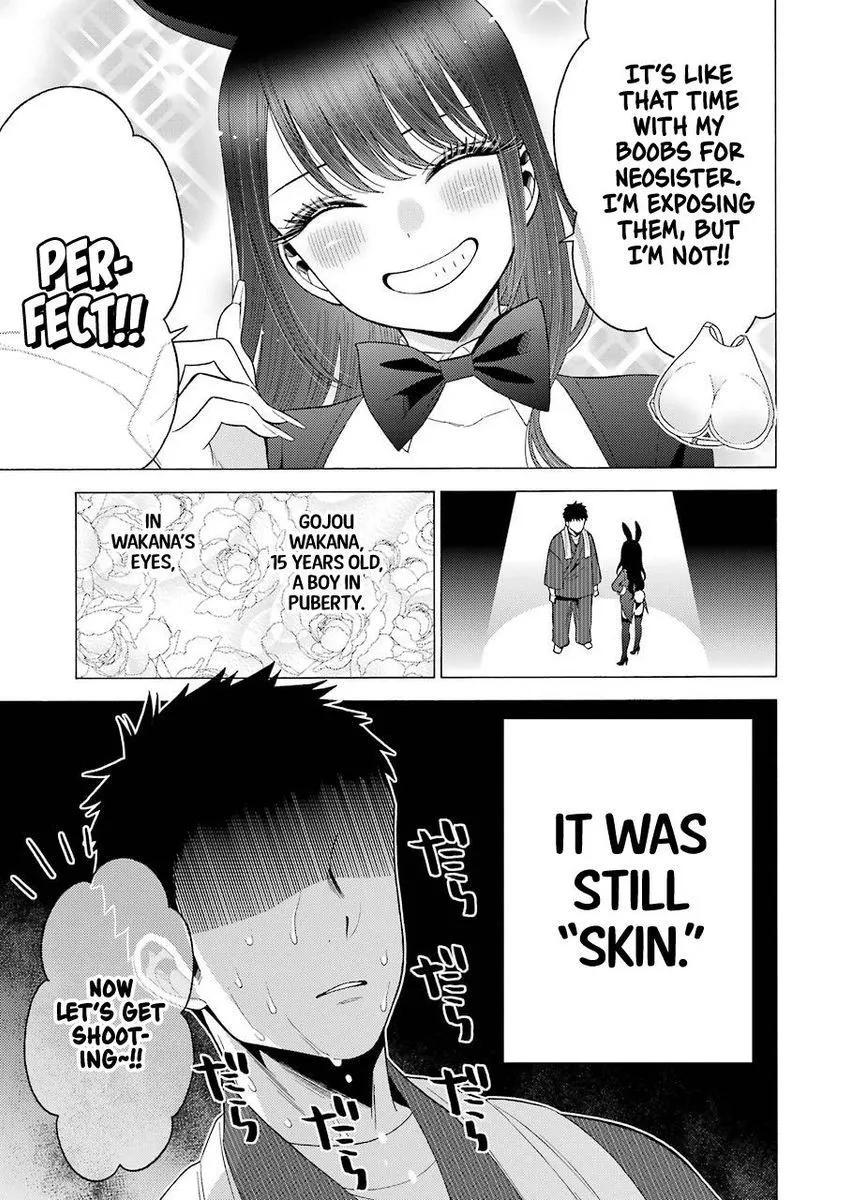 IT'S LIKE
THAT TIME
WITH MY
BOOBS FOR
NEOSISTER.
I'M EXPOSING
THEM, BUT
I'M NOT!!
PER-
FECT!!
GOJOU
WAKANA,
15 YEARS OLD,
A BOY IN
PUBERTY.
IN
WAKANA'S
EYES,
IT WAS
STILL
"SKIN."
だら
だら
だら
だら
だら
NOW
LET'S GET
SHOOT-
ING~!!